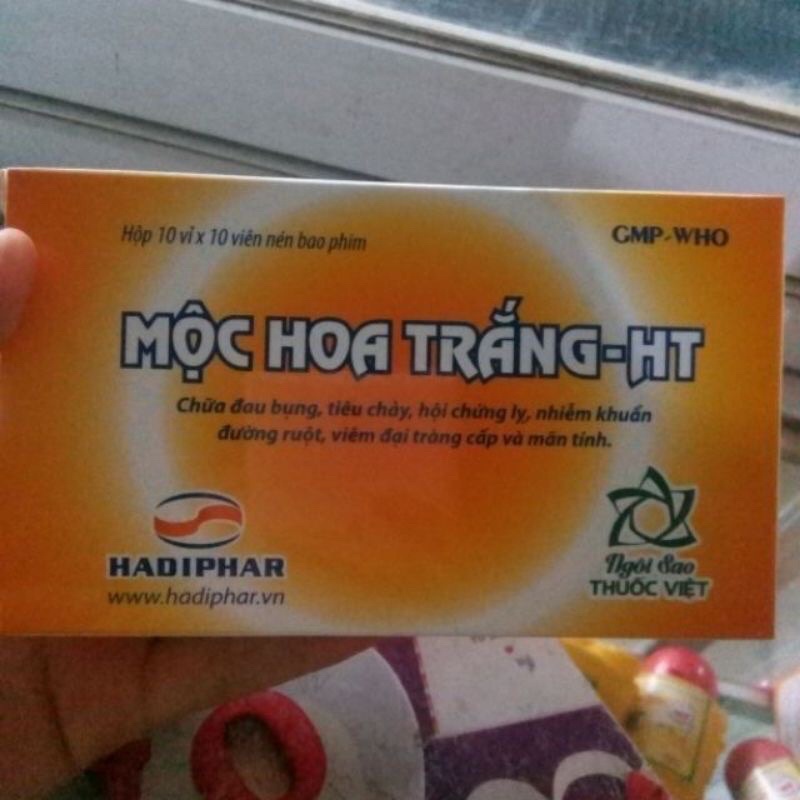 Hộp 10 vỉ x 10 viên nén bao phim
GMP-WHO
MỘC HOA TRẮNG-HT
Chữa đau bụng, tiêu chảy, hội chứng lỵ, nhiễm khuẩn
đường ruột, viêm đại tràng cấp và mãn tính.
HADIPHAR
www.hadiphar.vn
Ngôi Sao
THUỐC VIỆT